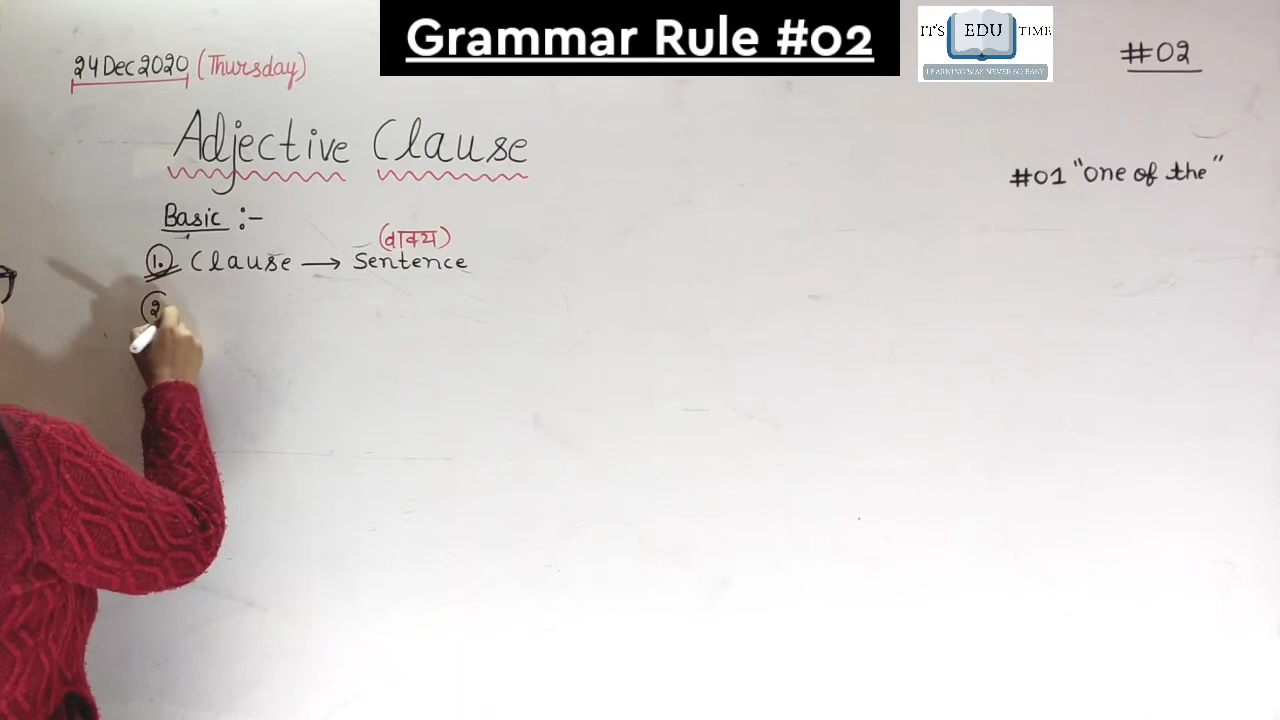 Grammar Rule #02
IT'S EDU TIME
LEARNING WAS NEVER SO EASY
#02
24 Dec 2020 (Thursday)
Adjective Clause
#01 "One of the"
Basic :-
(वाक्य)
1. Clause → Sentence
2